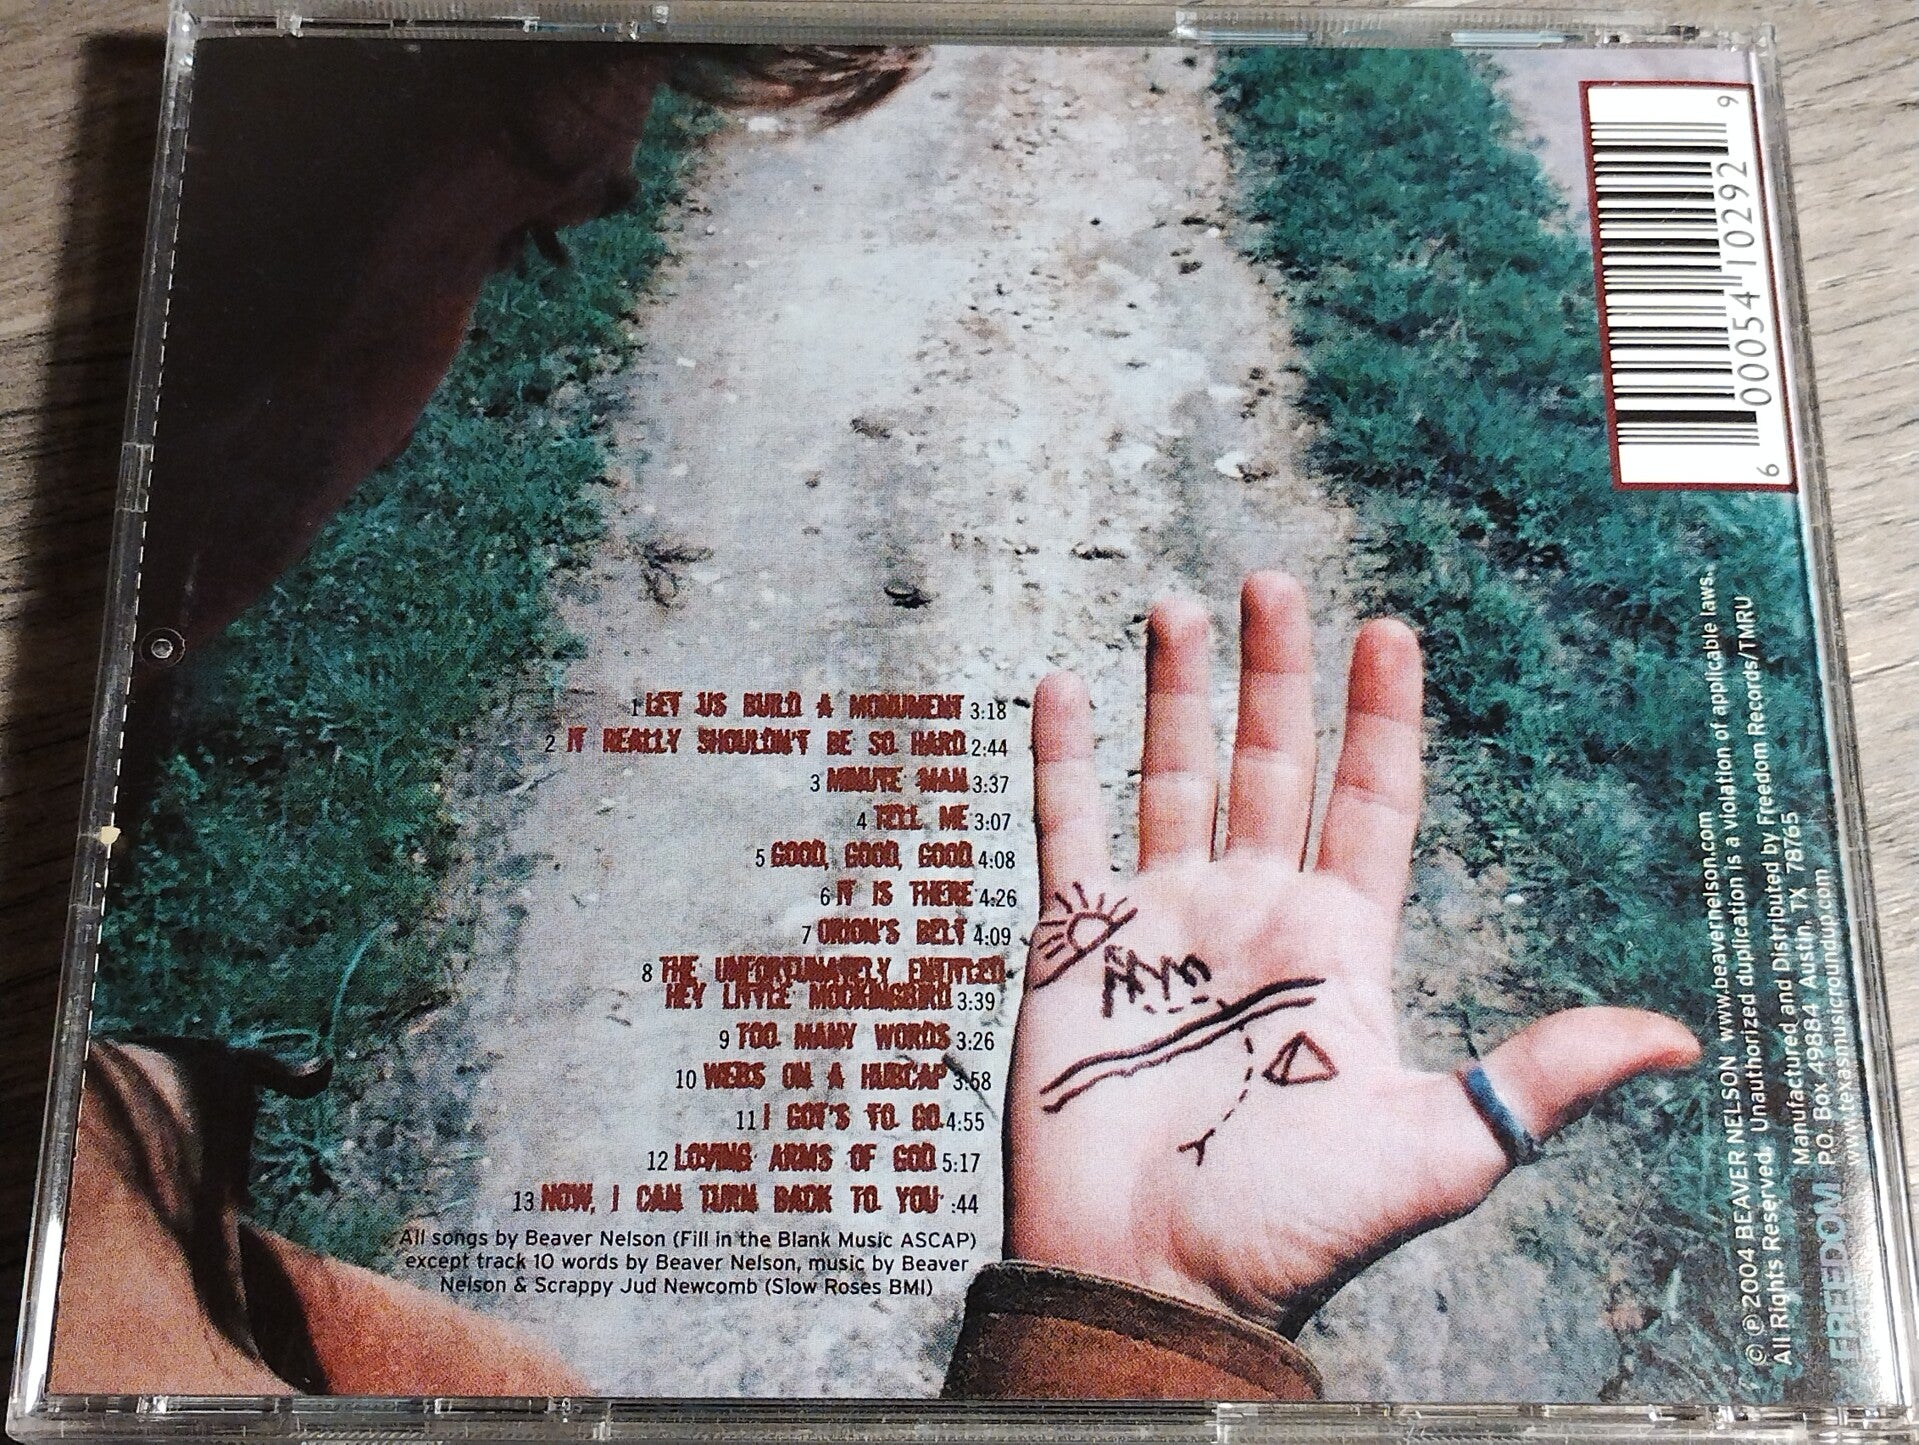 1 LET US BUILD A MONUMENT 3:18
2 IT REALLY SHOULDN'T BE SO HARD 2:44
3 MINUTE MAN 3:37
4 TELL ME 3:07
5 GOOD, GOOD, GOOD 4:08
6 IT IS THERE 4:26
7 ORION'S BELT 4:09
8 THE UNFORTUNATELY ENTITLED
HEY LITTLE MOCKINGBIRD 3:39
9 TOO MANY WORDS 3:26
10 WEBS ON A HUBCAP 3:58
11 I GOT'S TO GO 4:55
12 LOVING ARMS OF GOD 5:17
13 NOW, I CAN TURN BACK TO YOU :44
All songs by Beaver Nelson (Fill in the Blank Music ASCAP)
except track 10 words by Beaver Nelson, music by Beaver
Nelson & Scrappy Jud Newcomb (Slow Roses BMI)
6 00054 10292 9
© ℗ 2004 BEAVER NELSON www.beavernelson.com
All Rights Reserved. Unauthorized duplication is a violation of applicable laws.
Manufactured and Distributed by Freedom Records/TMRU
P.O. Box 49884 Austin, TX 78765
www.texasmusicroundup.com
FREEDOM